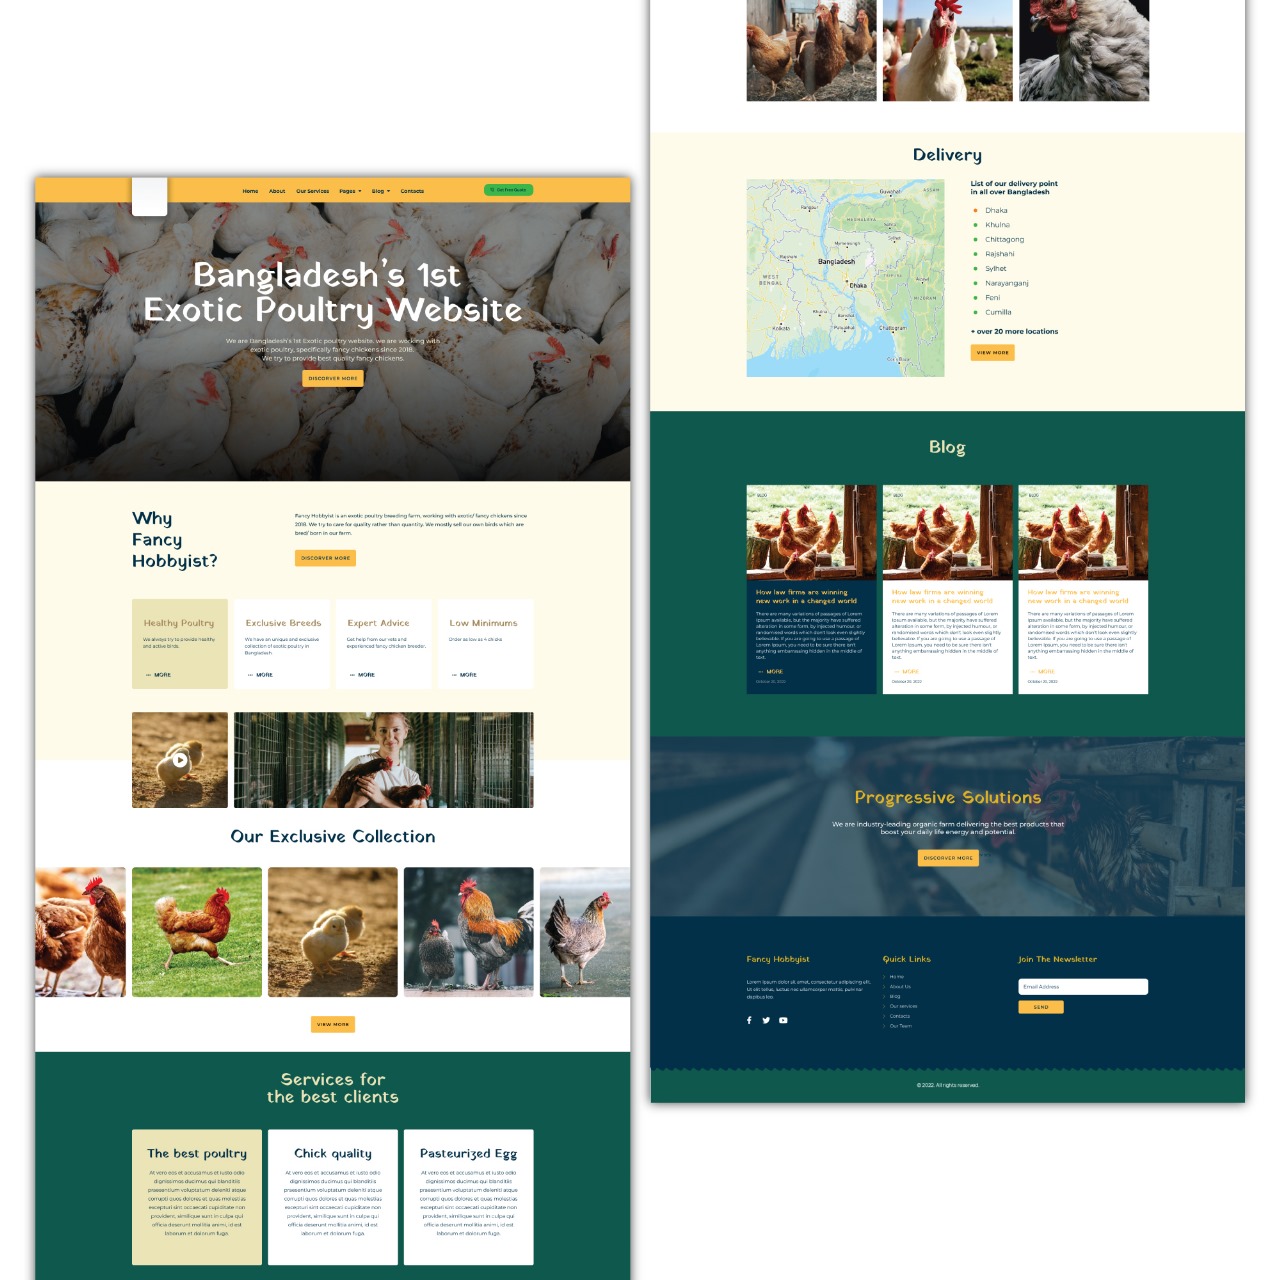 Home About Our Services Pages Blog Contacts Get Free Quote
Bangladesh's 1st
Exotic Poultry Website
We are Bangladesh's 1st Exotic poultry website. we are working with
exotic poultry, specifically fancy chickens since 2018.
We try to provide best quality fancy chickens.
DISCORVER MORE
Why
Fancy
Hobbyist?
Fancy Hobbyist is an exotic poultry breeding farm, working with exotic/ fancy chickens since
2018. We try to care for quality rather than quantity. We mostly sell our own birds which are
bred/ born in our farm.
DISCORVER MORE
Healthy Poultry
We always try to provide healthy
and active birds.
MORE
Exclusive Breeds
We have an unique and exclusive
collection of exotic poultry in
Bangladesh
MORE
Expert Advice
Get help from our vets and
experienced fancy chicken breeder.
MORE
Low Minimums
Order as low as 4 chicks
MORE
Our Exclusive Collection
VIEW MORE
Services for
the best clients
The best poultry
At vero eos et accusamus et iusto odio
dignissimos ducimus qui blanditiis
praesentium voluptatum deleniti atque
corrupti quos dolores et quas molestias
excepturi sint occaecati cupiditate non
provident, similique sunt in culpa qui
officia deserunt mollitia animi, id est
laborum et dolorum fuga.
Chick quality
At vero eos et accusamus et iusto odio
dignissimos ducimus qui blanditiis
praesentium voluptatum deleniti atque
corrupti quos dolores et quas molestias
excepturi sint occaecati cupiditate non
provident, similique sunt in culpa qui
officia deserunt mollitia animi, id est
laborum et dolorum fuga.
Pasteurized Egg
At vero eos et accusamus et iusto odio
dignissimos ducimus qui blanditiis
praesentium voluptatum deleniti atque
corrupti quos dolores et quas molestias
excepturi sint occaecati cupiditate non
provident, similique sunt in culpa qui
officia deserunt mollitia animi, id est
laborum et dolorum fuga.
Delivery
Guwahati
ASSAM
Rangpur
MEGHALAYA
Sylhet
Mymensingh
Rajshahi
Bangladesh
TRIPURA
WEST
BENGAL
Dhaka
MIZORAM
Khulna
Barishal
Kolkata
Patuakhali
Chattogram
Cox's Bazar
List of our delivery point
in all over Bangladesh
Dhaka
Khulna
Chittagong
Rajshahi
Sylhet
Narayanganj
Feni
Cumilla
+ over 20 more locations
VIEW MORE
Blog
BLOG
How law firms are winning
new work in a changed world
There are many variations of passages of Lorem
Ipsum available, but the majority have suffered
alteration in some form, by injected humour, or
randomised words which don't look even slightly
believable. If you are going to use a passage of
Lorem Ipsum, you need to be sure there isn't
anything embarrassing hidden in the middle of
text.
MORE
October 20, 2022
BLOG
How law firms are winning
new work in a changed world
There are many variations of passages of Lorem
Ipsum available, but the majority have suffered
alteration in some form, by injected humour, or
randomised words which don't look even slightly
believable. If you are going to use a passage of
Lorem Ipsum, you need to be sure there isn't
anything embarrassing hidden in the middle of
text.
MORE
October 20, 2022
BLOG
How law firms are winning
new work in a changed world
There are many variations of passages of Lorem
Ipsum available, but the majority have suffered
alteration in some form, by injected humour, or
randomised words which don't look even slightly
believable. If you are going to use a passage of
Lorem Ipsum, you need to be sure there isn't
anything embarrassing hidden in the middle of
text.
MORE
October 20, 2022
Progressive Solutions
We are industry-leading organic farm delivering the best products that
boost your daily life energy and potential.
DISCORVER MORE
Fancy Hobbyist
Lorem ipsum dolor sit amet, consectetur adipiscing elit.
Ut elit tellus, luctus nec ullamcorper mattis, pulvinar
dapibus leo.
Quick Links
Home
About Us
Blog
Our services
Contacts
Our Team
Join The Newsletter
Email Address
SEND
© 2022. All rights reserved.